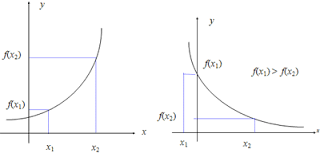 y
f(x₂)
f(x₁)
x₁
x₂
x
y
f(x₁)
f(x₁) > f(x₂)
f(x₂)
x₁
x₂
x